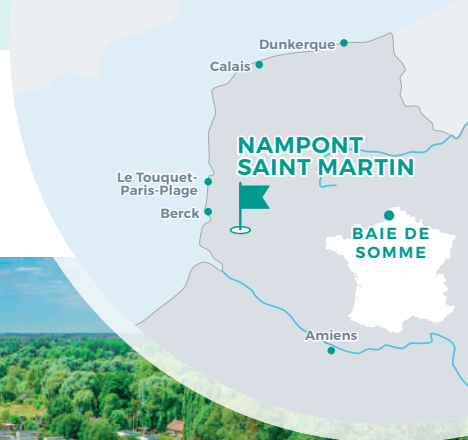 Dunkerque
Calais
NAMPONT
SAINT MARTIN
Le Touquet-
Paris-Plage
Berck
BAIE DE
SOMME
Amiens